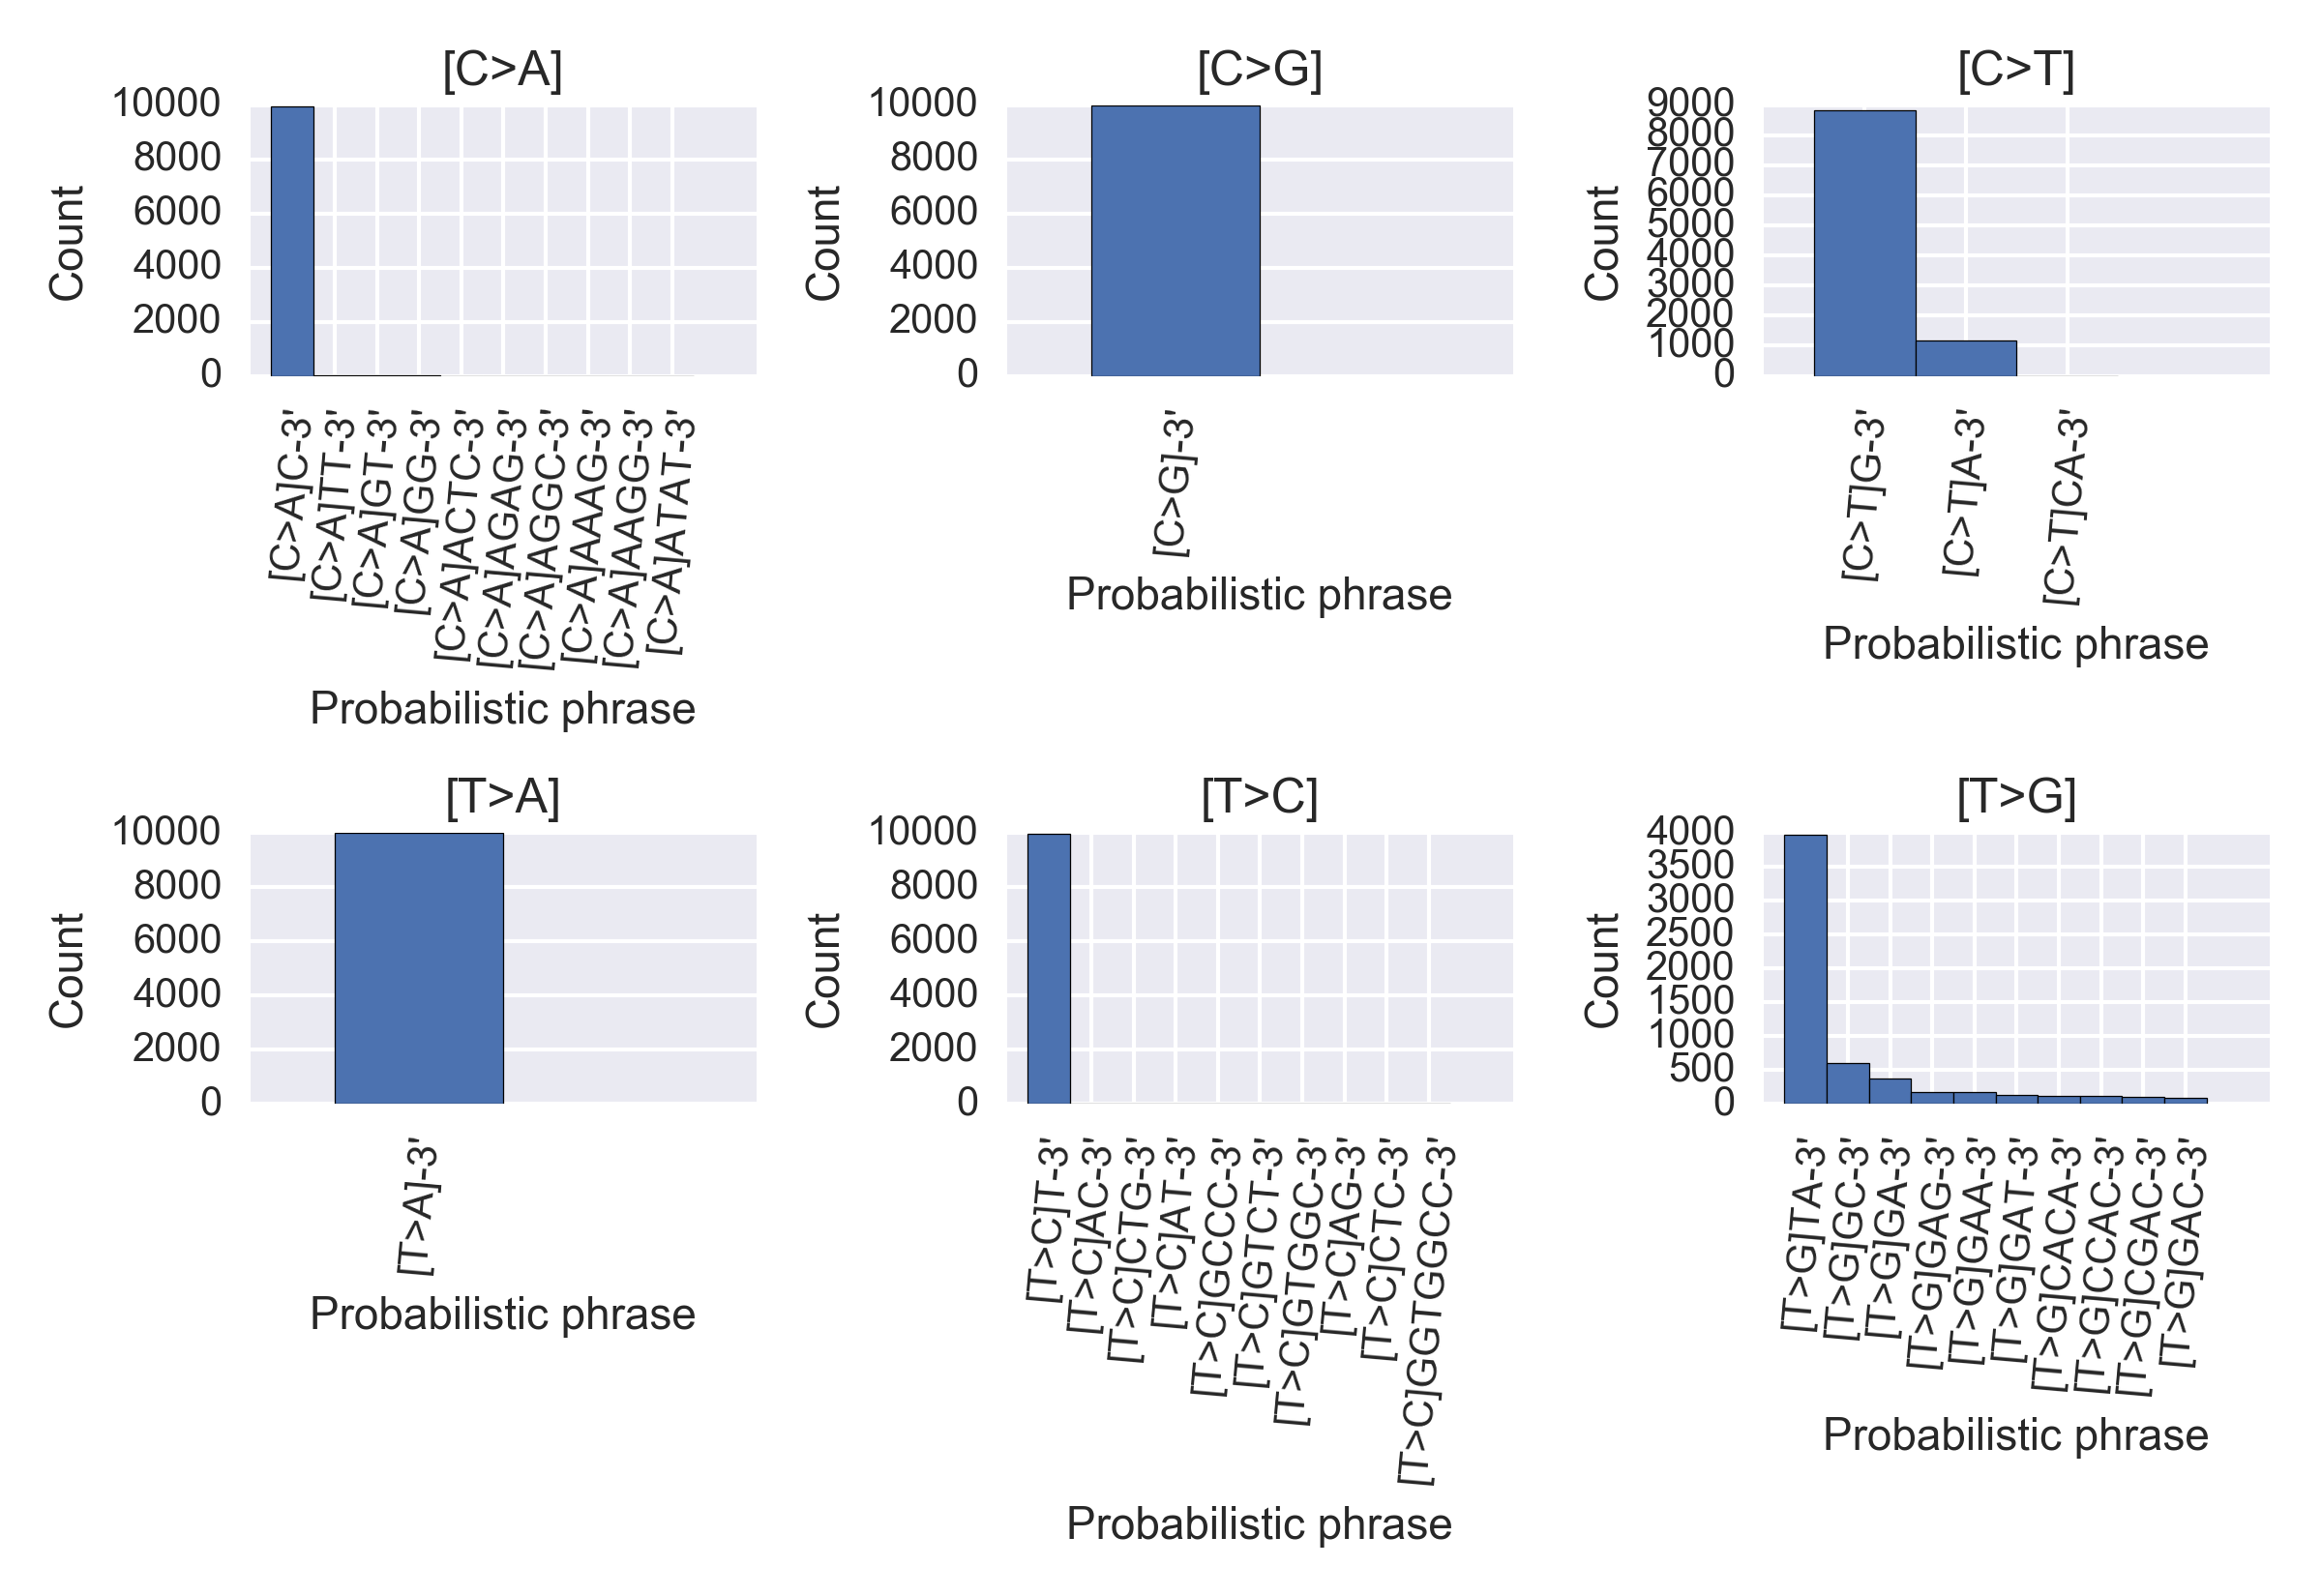 [C>A]
10000
8000
6000
4000
2000
0
Count
[C>A]C-3'
[C>A]TT-3'
[C>A]GT-3'
[C>A]GG-3'
[C>A]ACTC-3'
[C>A]AGAG-3'
[C>A]AGGC-3'
[C>A]AAAG-3'
[C>A]AAGG-3'
[C>A]ATAT-3'
Probabilistic phrase
[C>G]
10000
8000
6000
4000
2000
0
Count
[C>G]-3'
Probabilistic phrase
[C>T]
9000
8000
7000
6000
5000
4000
3000
2000
1000
0
Count
[C>T]G-3'
[C>T]A-3'
[C>T]CA-3'
Probabilistic phrase
[T>A]
10000
8000
6000
4000
2000
0
Count
[T>A]-3'
Probabilistic phrase
[T>C]
10000
8000
6000
4000
2000
0
Count
[T>C]T-3'
[T>C]AC-3'
[T>C]CTG-3'
[T>C]AT-3'
[T>C]GCCC-3'
[T>C]GTCT-3'
[T>C]GTGGC-3'
[T>C]AG-3'
[T>C]CTC-3'
[T>C]GGTGGCC-3'
Probabilistic phrase
[T>G]
4000
3500
3000
2500
2000
1500
1000
500
0
Count
[T>G]TA-3'
[T>G]GC-3'
[T>G]GA-3'
[T>G]GAG-3'
[T>G]GAA-3'
[T>G]GAT-3'
[T>G]CACA-3'
[T>G]CCAC-3'
[T>G]CGAC-3'
[T>G]GAC-3'
Probabilistic phrase